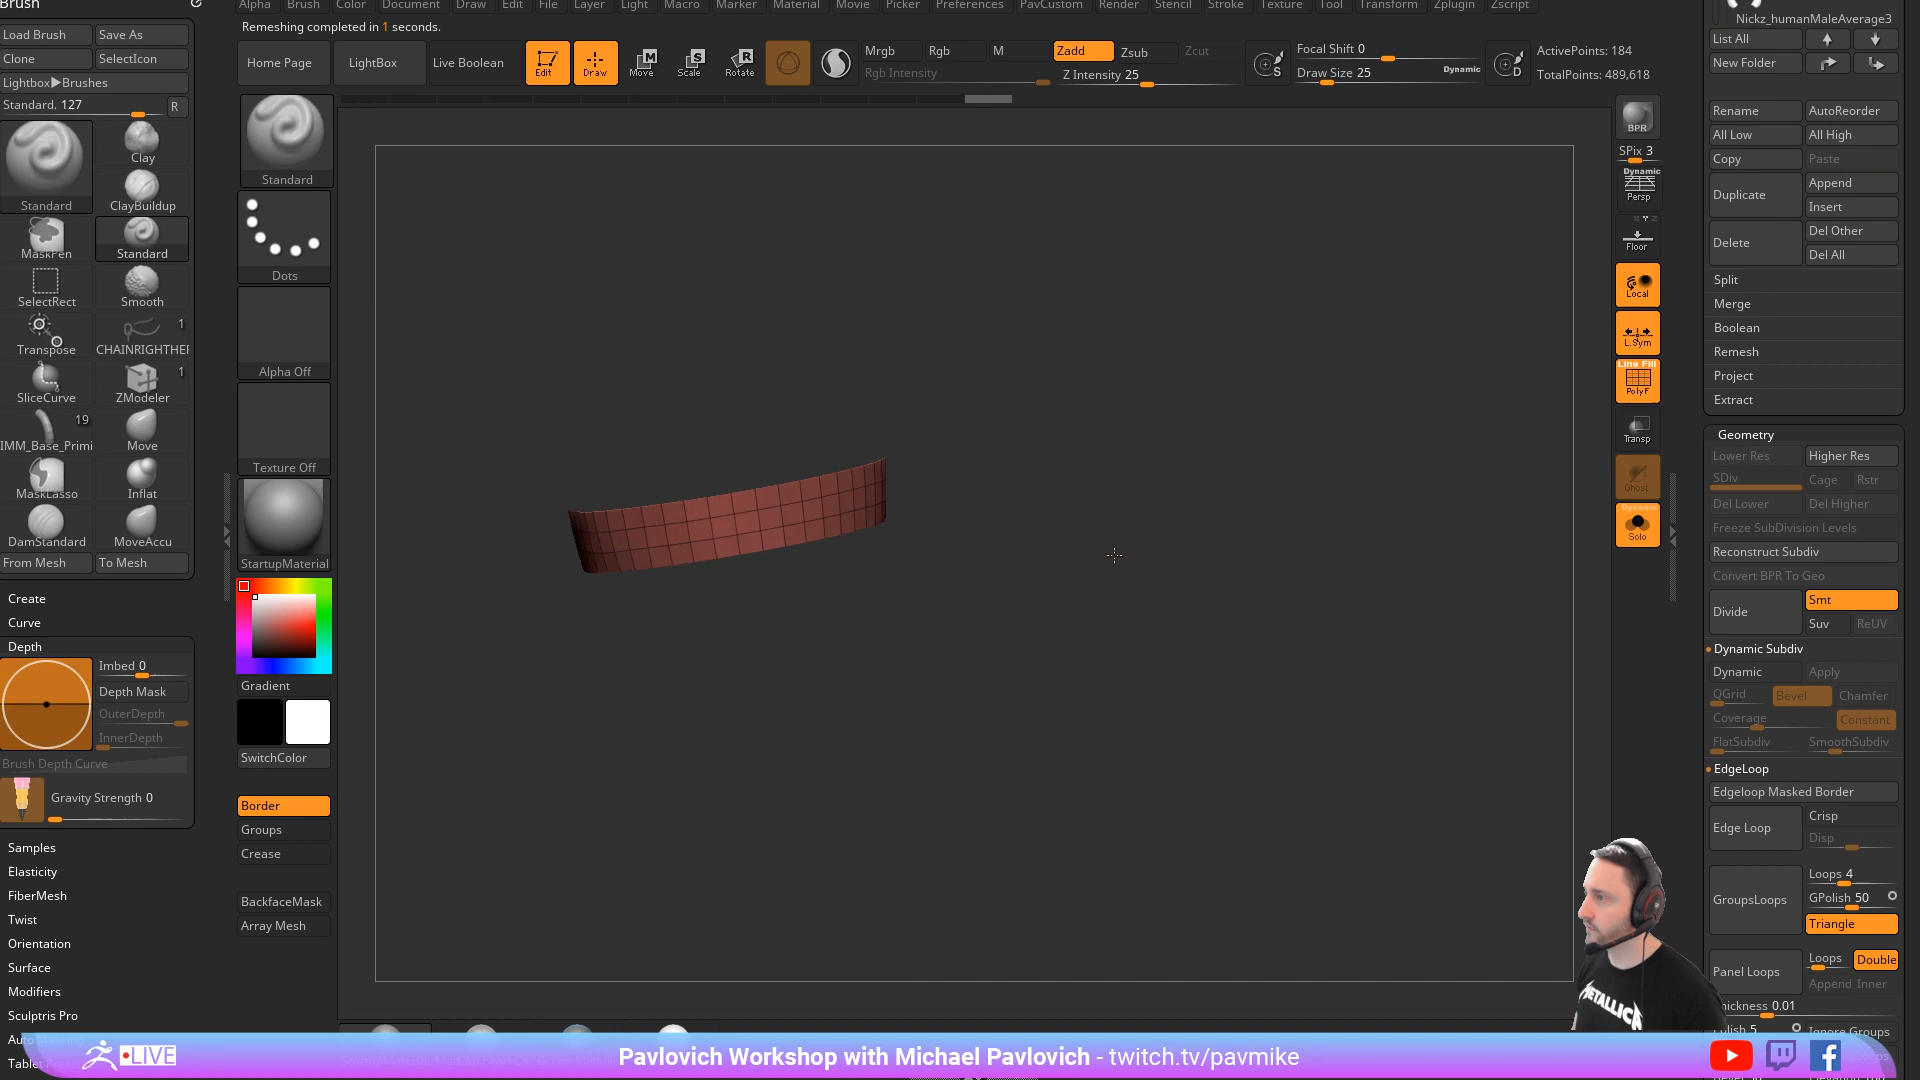 Brush
Alpha Brush Color Document Draw Edit File Layer Light Macro Marker Material Movie Picker Preferences PavCustom Render Stencil Stroke Texture Tool Transform Zplugin Zscript
Remeshing completed in 1 seconds.
Load Brush Save As
Clone SelectIcon
Lightbox▶Brushes
Standard. 127 R
Standard
Clay
ClayBuildup
MaskPen Standard
SelectRect Smooth
Transpose 1
CHAINRIGHTHE
SliceCurve 1
ZModeler
19
IMM_Base_Primi Move
MaskLasso Inflat
DamStandard MoveAccu
From Mesh To Mesh
Create
Curve
Depth
Imbed 0
Depth Mask
OuterDepth
InnerDepth
Brush Depth Curve
Gravity Strength 0
Samples
Elasticity
FiberMesh
Twist
Orientation
Surface
Modifiers
Sculptris Pro
Home Page LightBox Live Boolean Edit Draw Move Scale Rotate
Mrgb Rgb M Zadd Zsub Zcut
Rgb Intensity Z Intensity 25
S Focal Shift 0
Draw Size 25 Dynamic D
ActivePoints: 184
TotalPoints: 489,618
Standard
Dots
Alpha Off
Texture Off
StartupMaterial
Gradient
SwitchColor
Border
Groups
Crease
BackfaceMask
Array Mesh
BPR
SPix 3
Dynamic
Persp
Floor
Local
L.Sym
Line Fill
PolyF
Transp
Ghost
Dynamic
Solo
Nickz_humanMaleAverage3
List All
New Folder
Rename AutoReorder
All Low All High
Copy Paste
Duplicate Append
Insert
Delete Del Other
Del All
Split
Merge
Boolean
Remesh
Project
Extract
Geometry
Lower Res Higher Res
SDiv Cage Rstr
Del Lower Del Higher
Freeze SubDivision Levels
Reconstruct Subdiv
Convert BPR To Geo
Divide Smt
Suv ReUV
Dynamic Subdiv
Dynamic Apply
QGrid Bevel Chamfer
Coverage Constant
FlatSubdiv SmoothSubdiv
EdgeLoop
Edgeloop Masked Border
Edge Loop Crisp
Disp
GroupsLoops Loops 4
GPolish 50
Triangle
Panel Loops Loops Double
Append Inner
Ignore Groups
METALLICA
LIVE
Pavlovich Workshop with Michael Pavlovich - twitch.tv/pavmike